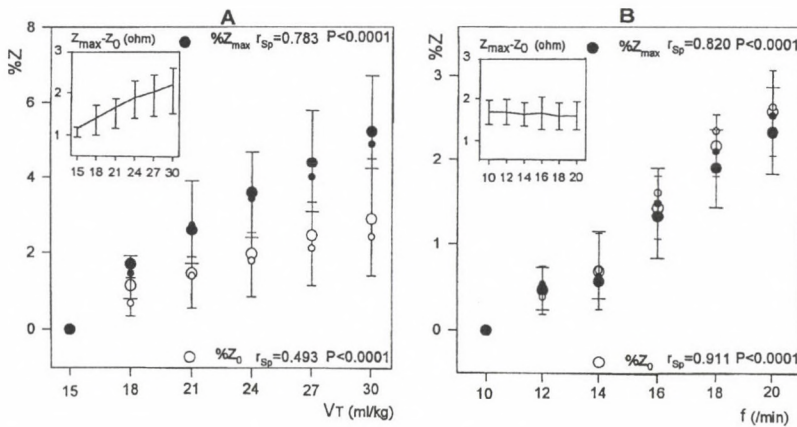 A
%Z
8
6
4
2
0
Zmax-Z0 (ohm)
3
2
1
15 18 21 24 27 30
%Zmax rSp=0.783 P<0.0001
%Z0 rSp=0.493 P<0.0001
15 18 21 24 27 30
VT (ml/kg)
B
%Z
3
2
1
0
Zmax-Z0 (ohm)
3
2
1
10 12 14 16 18 20
%Zmax rSp=0.820 P<0.0001
%Z0 rSp=0.911 P<0.0001
10 12 14 16 18 20
f (/min)